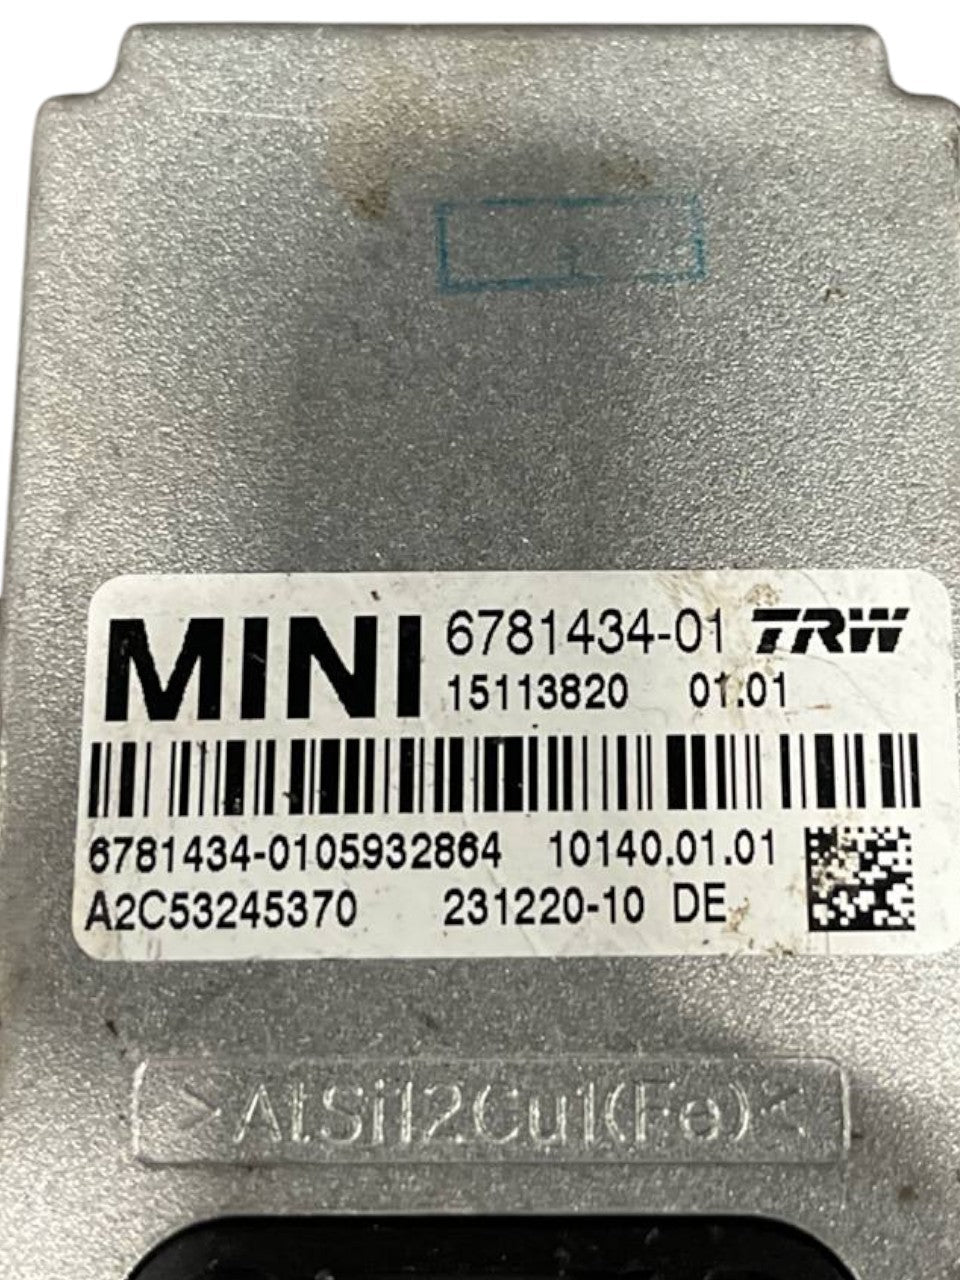 MINI 6781434-01 TRW
15113820 01.01
6781434-0105932864 10140.01.01
A2C53245370 231220-10 DE
>AlSi12Cu1(Fe)<